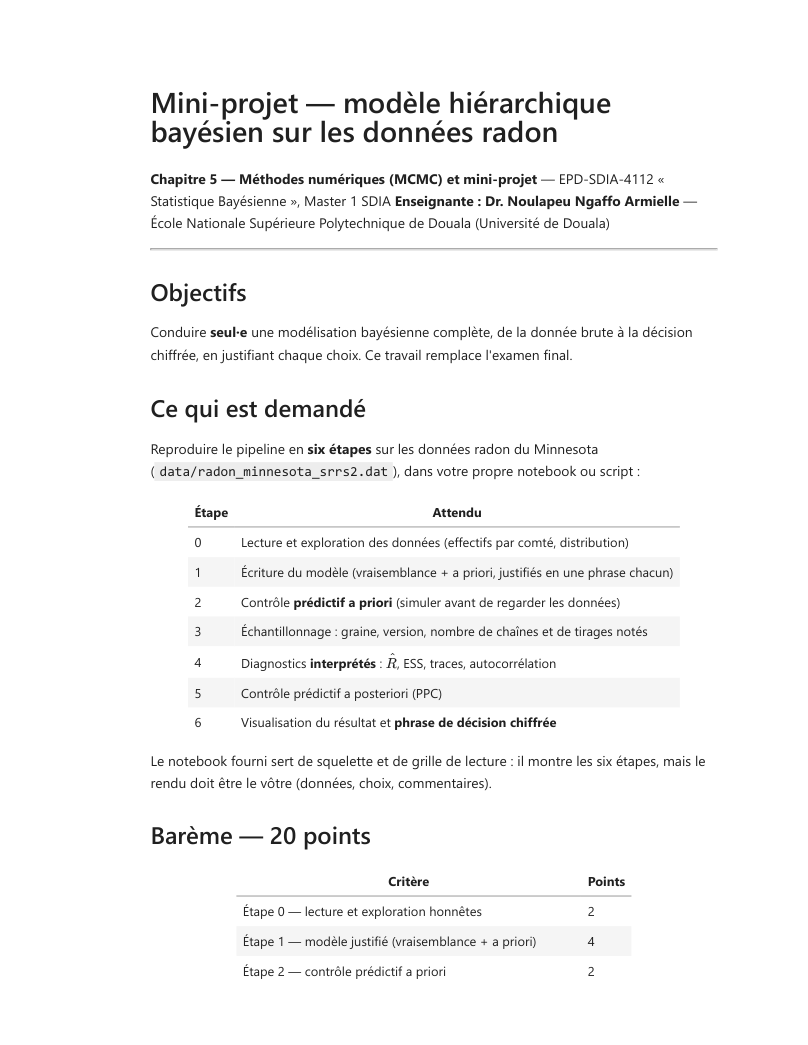 Mini-projet — modèle hiérarchique
bayésien sur les données radon
Chapitre 5 — Méthodes numériques (MCMC) et mini-projet — EPD-SDIA-4112 «
Statistique Bayésienne », Master 1 SDIA Enseignante : Dr. Noulapeu Ngaffo Armielle —
École Nationale Supérieure Polytechnique de Douala (Université de Douala)
Objectifs
Conduire seul·e une modélisation bayésienne complète, de la donnée brute à la décision
chiffrée, en justifiant chaque choix. Ce travail remplace l'examen final.
Ce qui est demandé
Reproduire le pipeline en six étapes sur les données radon du Minnesota
( data/radon_minnesota_srrs2.dat ), dans votre propre notebook ou script :
Étape Attendu
0 Lecture et exploration des données (effectifs par comté, distribution)
1 Écriture du modèle (vraisemblance + a priori, justifiés en une phrase chacun)
2 Contrôle prédictif a priori (simuler avant de regarder les données)
3 Échantillonnage : graine, version, nombre de chaînes et de tirages notés
4 Diagnostics interprétés : R̂, ESS, traces, autocorrélation
5 Contrôle prédictif a posteriori (PPC)
6 Visualisation du résultat et phrase de décision chiffrée
Le notebook fourni sert de squelette et de grille de lecture : il montre les six étapes, mais le
rendu doit être le vôtre (données, choix, commentaires).
Barème — 20 points
Critère Points
Étape 0 — lecture et exploration honnêtes 2
Étape 1 — modèle justifié (vraisemblance + a priori) 4
Étape 2 — contrôle prédictif a priori 2